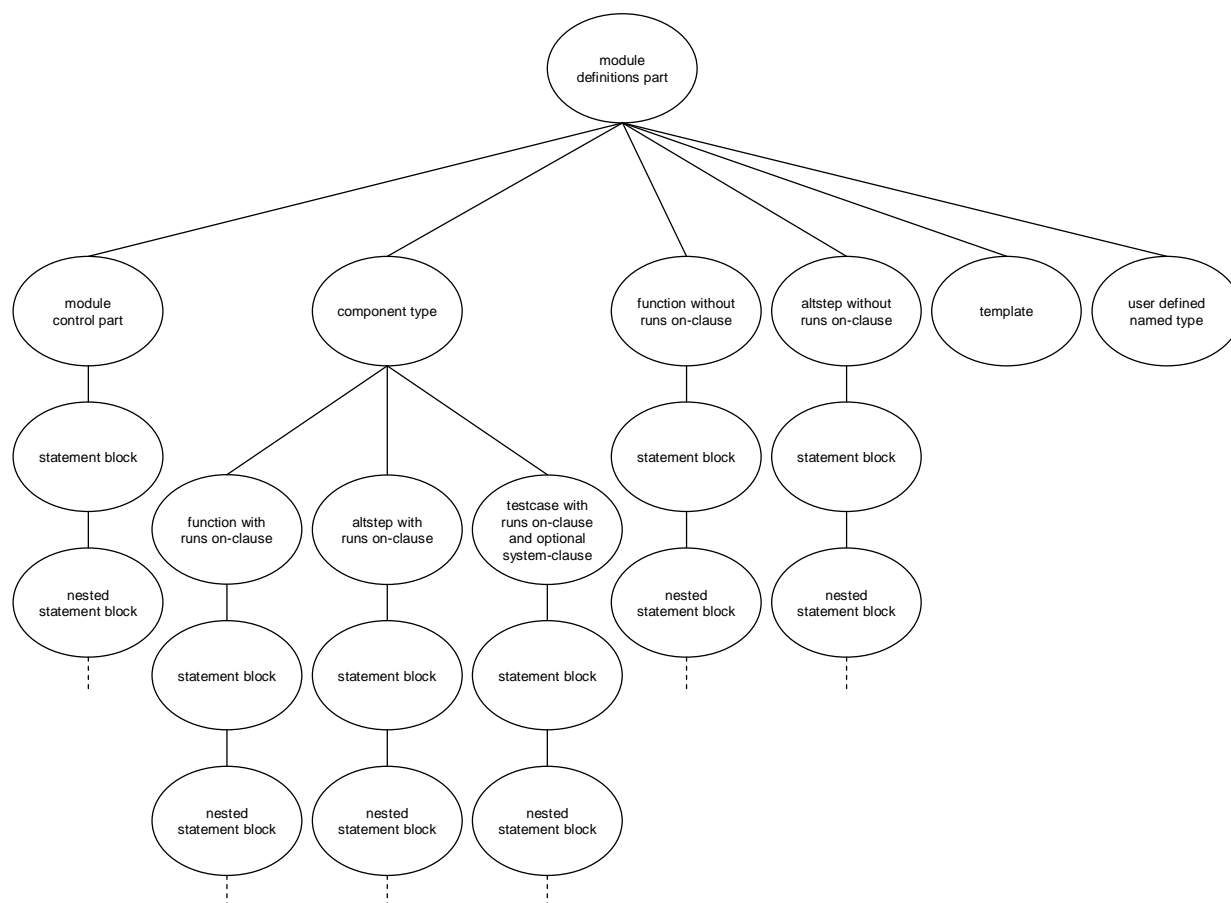 module
definitions part
module
control part
component type
function without
runs on-clause
altstep without
runs on-clause
template
user defined
named type
statement block
statement block
statement block
function with
runs on-clause
altstep with
runs on-clause
testcase with
runs on-clause
and optional
system-clause
nested
statement block
nested
statement block
nested
statement block
statement block
statement block
statement block
nested
statement block
nested
statement block
nested
statement block